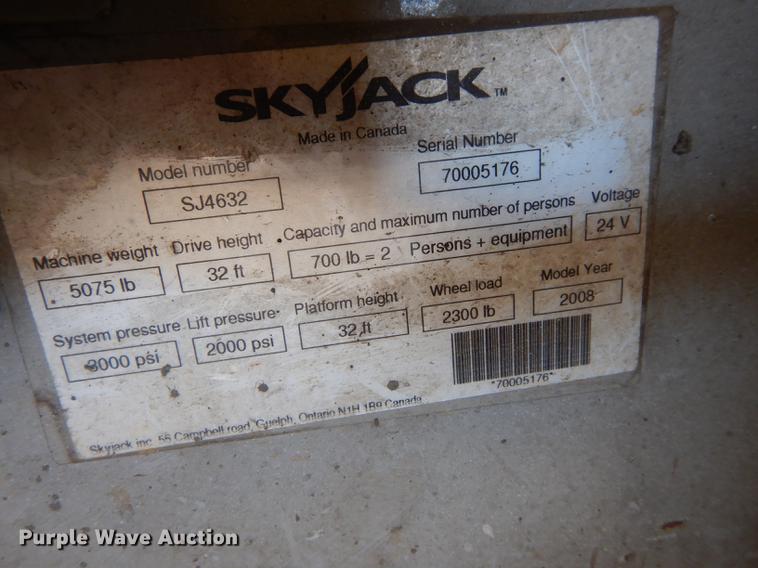 SKYJACK™
Made in Canada
Model number
SJ4632
Serial Number
70005176
Machine weight
5075 lb
Drive height
32 ft
Capacity and maximum number of persons
700 lb = 2 Persons + equipment
Voltage
24 V
System pressure
3000 psi
Lift pressure
2000 psi
Platform height
32 ft
Wheel load
2300 lb
Model Year
2008
*70005176*
Skyjack inc. 55 Campbell road, Guelph, Ontario N1H 1B9 Canada
Purple Wave Auction